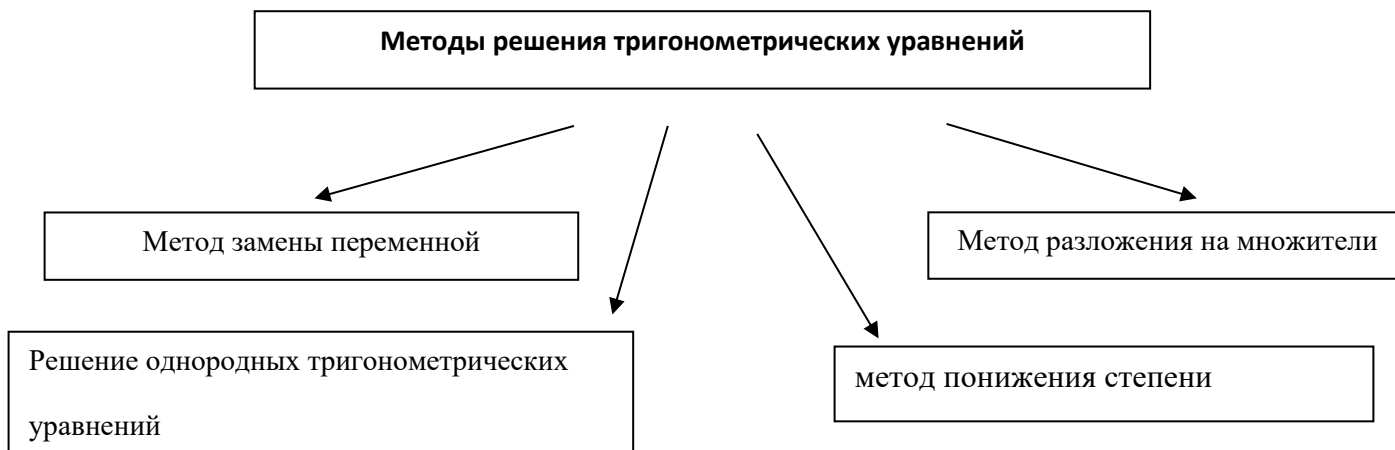 Методы решения тригонометрических уравнений
Метод замены переменной
Метод разложения на множители
Решение однородных тригонометрических
уравнений
метод понижения степени